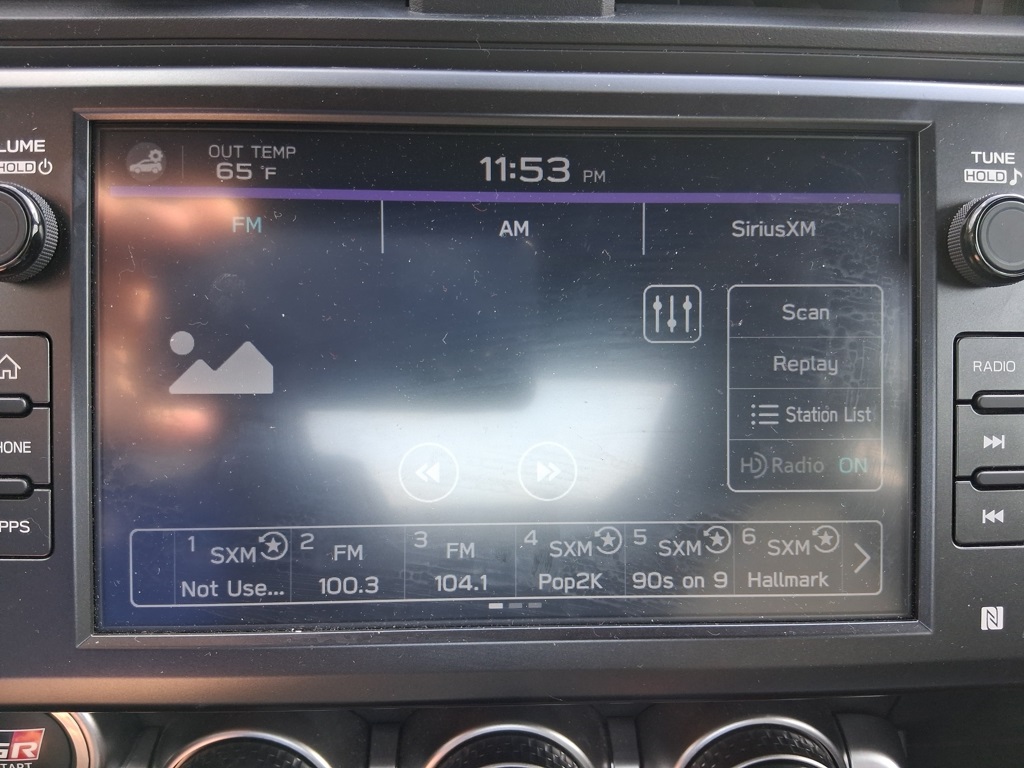 LUME
HOLD
OUT TEMP
65 °F
11:53 PM
TUNE
HOLD
FM
AM
SiriusXM
Scan
Replay
Station List
HD Radio ON
HONE
PPS
RADIO
1 SXM
Not Use...
2 FM
100.3
3 FM
104.1
4 SXM
Pop2K
5 SXM
90s on 9
6 SXM
Hallmark
N
GR
START